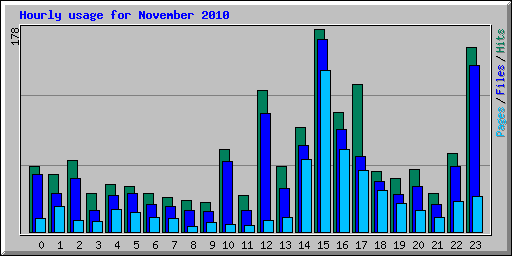 Hourly usage for November 2010
178
Pages / Files / Hits
0 1 2 3 4 5 6 7 8 9 10 11 12 13 14 15 16 17 18 19 20 21 22 23